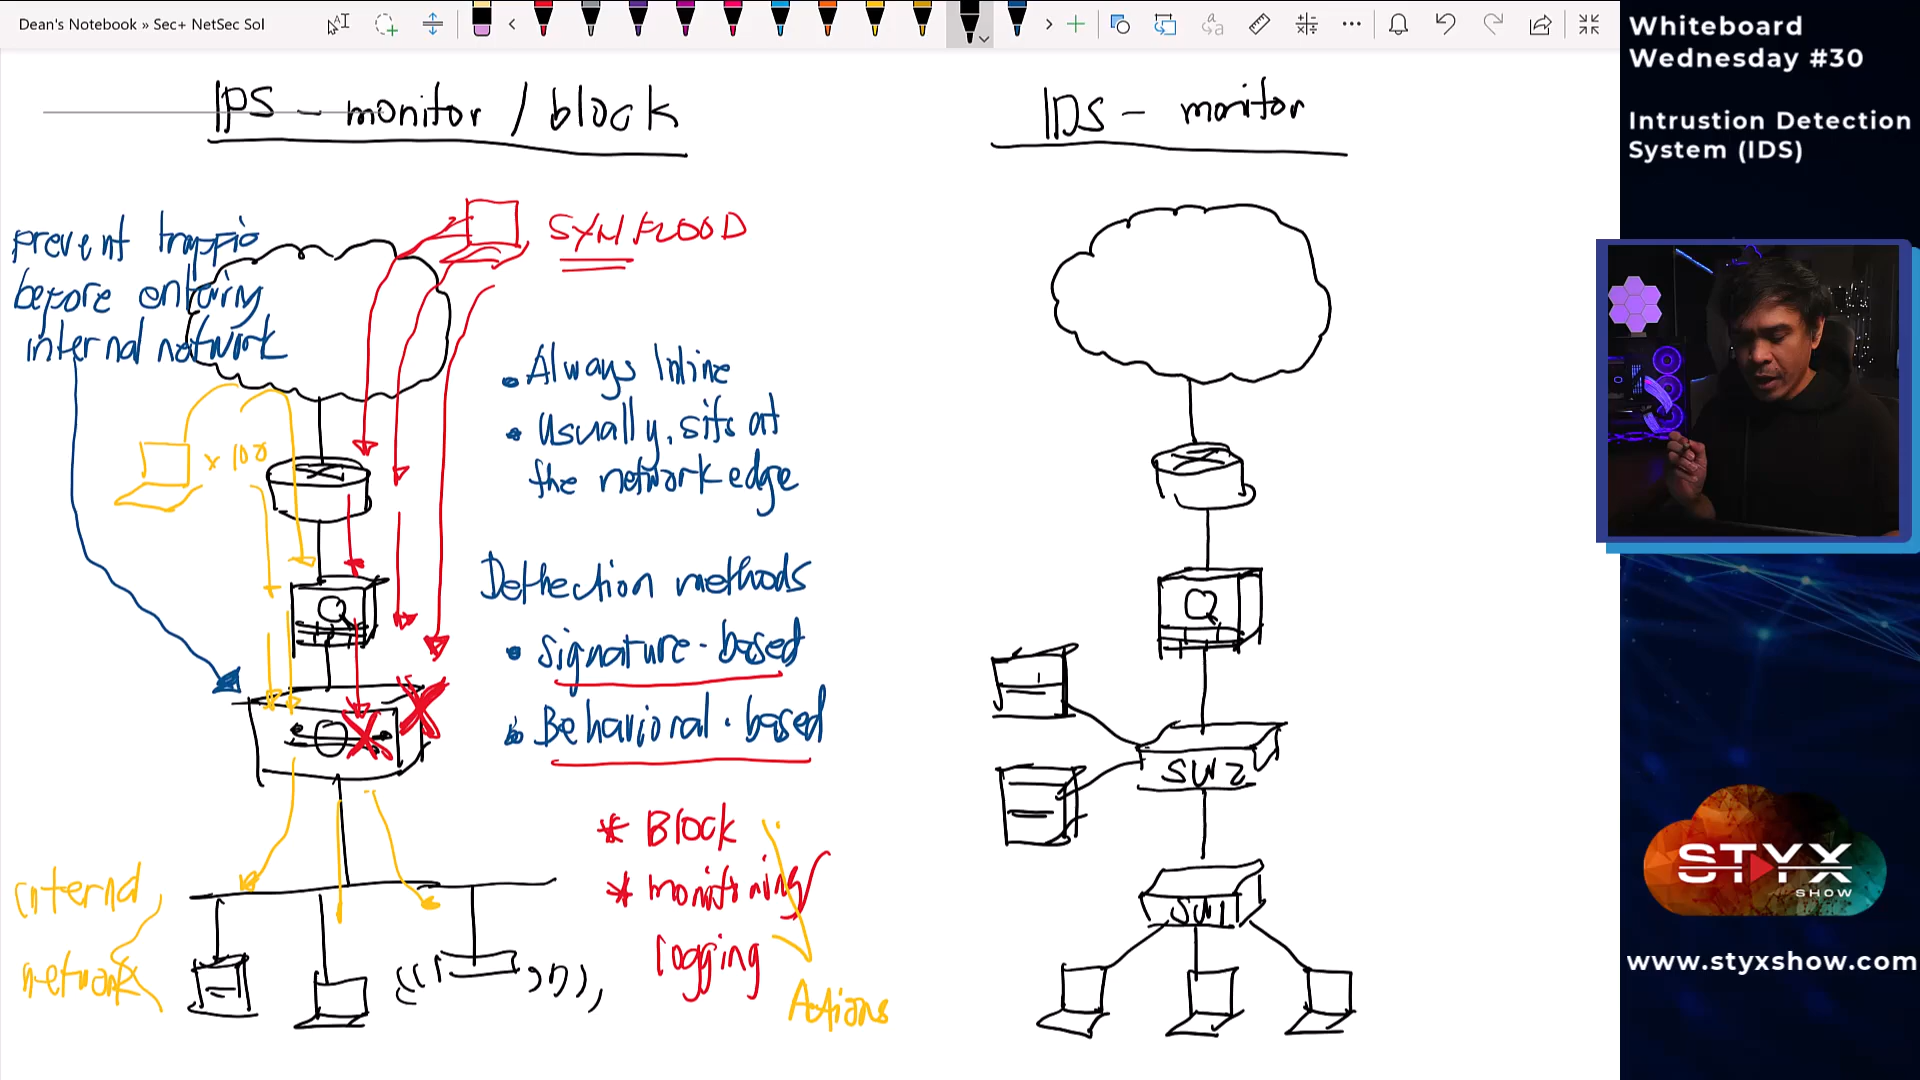 Dean's Notebook » Sec+ NetSec Sol
IPS - monitor / block
prevent traffic
before entering
internal network
SYN FLOOD
• Always Inline
• Usually, sits at
the network edge
x 100
Dethection methods
• Signature-based
• Behavioral-based
* Block
* monitoring/
logging
Actions
Internal
network
IDS - monitor
SW2
SW1
Whiteboard
Wednesday #30
Intrustion Detection
System (IDS)
STYX
SHOW
www.styxshow.com